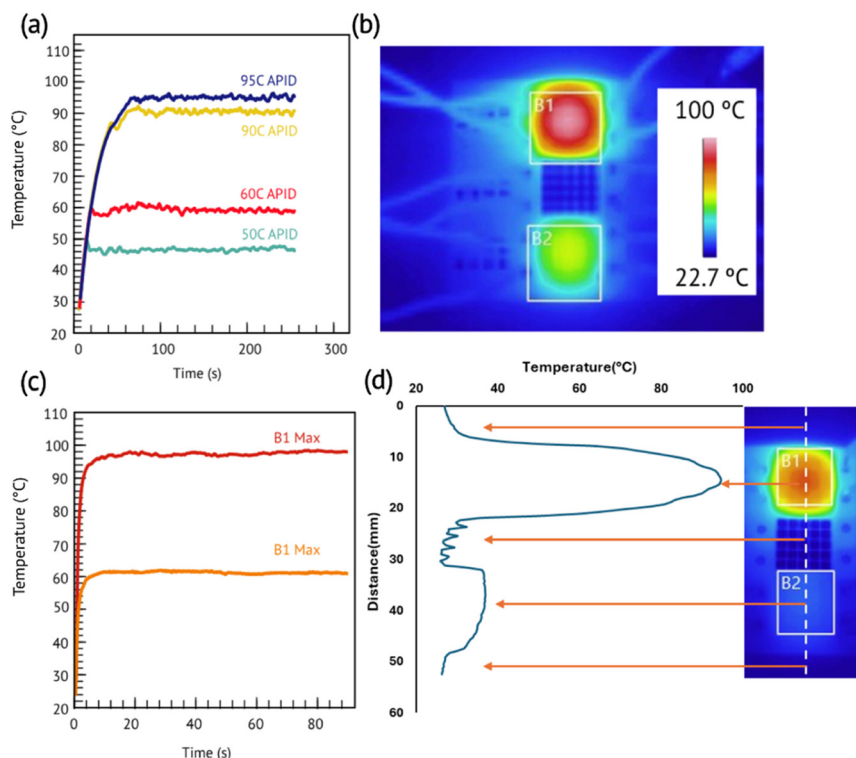 (a)
110
100
90
80
70
60
50
40
30
20
Temperature (°C)
95C APID
90C APID
60C APID
50C APID
0
100
200
300
Time (s)
(b)
B1
B2
100 °C
22.7 °C
(c)
110
100
90
80
70
60
50
40
30
20
Temperature (°C)
B1 Max
B1 Max
0
20
40
60
80
Time (s)
(d)
Temperature(°C)
20
40
60
80
100
0
10
20
30
40
50
60
Distance(mm)
B1
B2